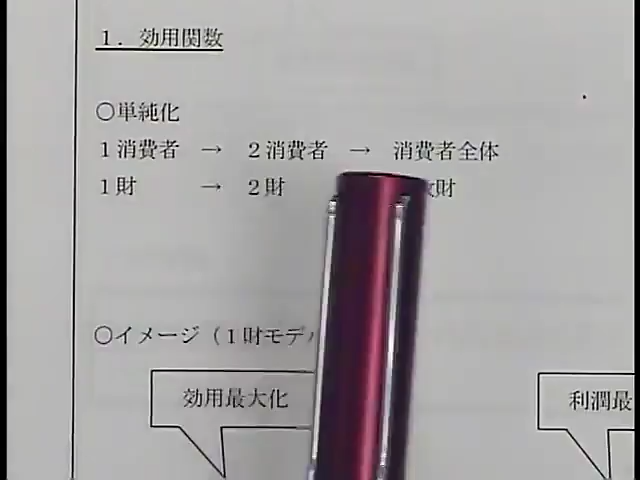 １．効用関数
○単純化
１消費者　→　２消費者　→　消費者全体
１財　→　２財　財
○イメージ（１財モデ
効用最大化　利潤最